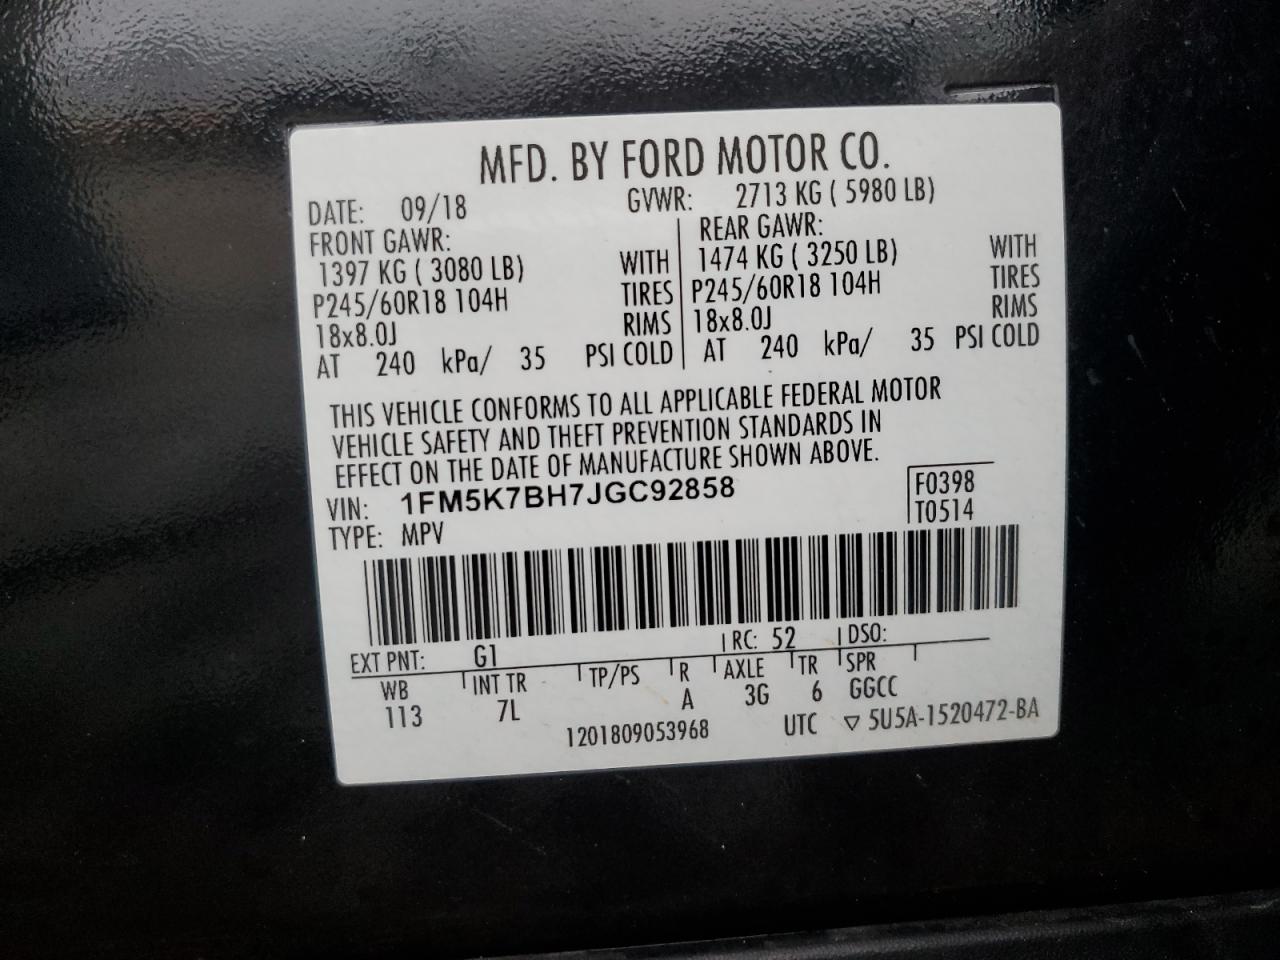 MFD. BY FORD MOTOR CO.
DATE: 09/18 GVWR: 2713 KG ( 5980 LB)
FRONT GAWR: REAR GAWR:
1397 KG ( 3080 LB) WITH 1474 KG ( 3250 LB) WITH
P245/60R18 104H TIRES P245/60R18 104H TIRES
18x8.0J RIMS 18x8.0J RIMS
AT 240 kPa/ 35 PSI COLD AT 240 kPa/ 35 PSI COLD
THIS VEHICLE CONFORMS TO ALL APPLICABLE FEDERAL MOTOR
VEHICLE SAFETY AND THEFT PREVENTION STANDARDS IN
EFFECT ON THE DATE OF MANUFACTURE SHOWN ABOVE.
VIN: 1FM5K7BH7JGC92858 F0398
TYPE: MPV T0514
EXT PNT: G1 RC: 52 DSO:
WB INT TR TP/PS R AXLE TR SPR
113 7L A 3G 6 GGCC
1201809053968 UTC ▽ 5U5A-1520472-BA